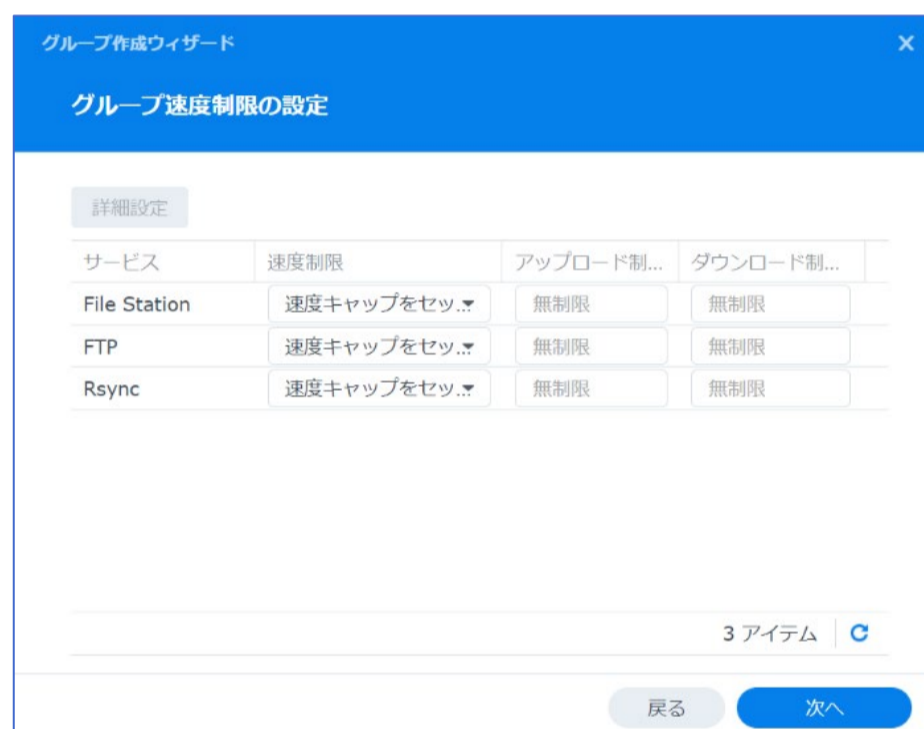 グループ作成ウィザード
グループ速度制限の設定
詳細設定
サービス 速度制限 アップロード制... ダウンロード制...
File Station 速度キャップをセッ... 無制限 無制限
FTP 速度キャップをセッ... 無制限 無制限
Rsync 速度キャップをセッ... 無制限 無制限
3 アイテム
戻る 次へ